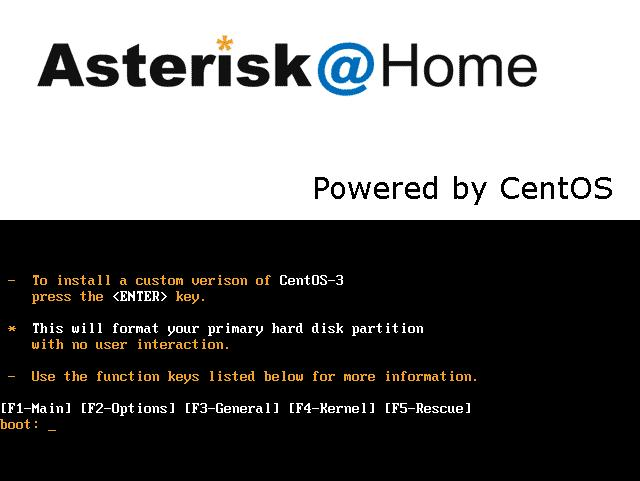 Asterisk@Home
Powered by CentOS
- To install a custom verison of CentOS-3
press the <ENTER> key.
* This will format your primary hard disk partition
with no user interaction.
- Use the function keys listed below for more information.
[F1-Main] [F2-Options] [F3-General] [F4-Kernel] [F5-Rescue]
boot: _